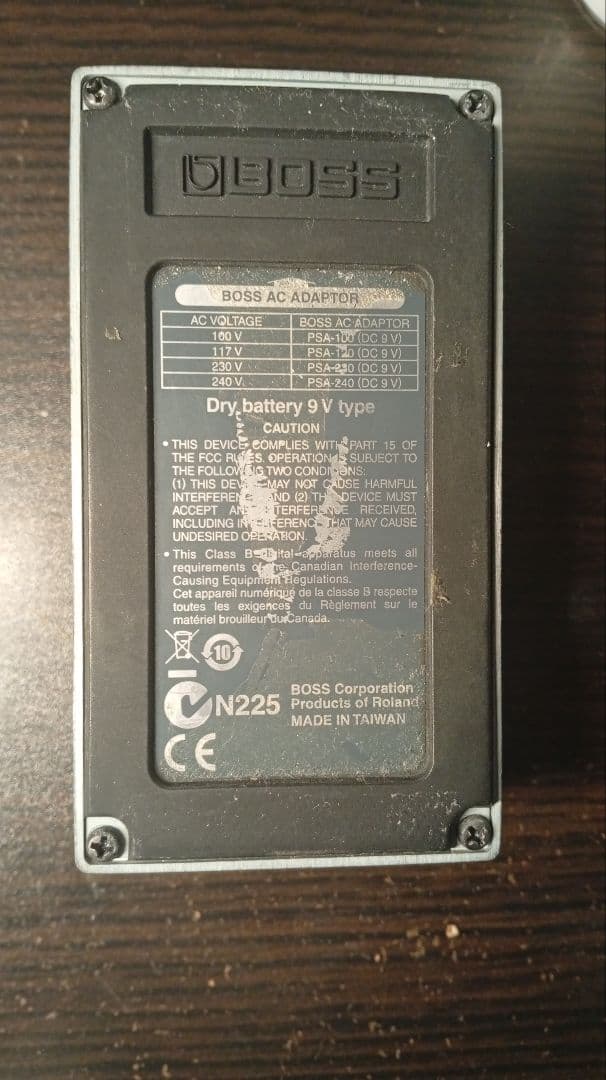 BOSS
BOSS AC ADAPTOR
AC VOLTAGE BOSS AC ADAPTOR
100 V PSA-100 (DC 9 V)
117 V PSA-120 (DC 9 V)
230 V PSA-230 (DC 9 V)
240 V PSA-240 (DC 9 V)
Dry battery 9 V type
CAUTION
• THIS DEVICE COMPLIES WITH PART 15 OF
THE FCC RULES. OPERATION IS SUBJECT TO
THE FOLLOWING TWO CONDITIONS:
(1) THIS DEVICE MAY NOT CAUSE HARMFUL
INTERFERENCE AND (2) THIS DEVICE MUST
ACCEPT ANY INTERFERENCE RECEIVED,
INCLUDING INTERFERENCE THAT MAY CAUSE
UNDESIRED OPERATION.
• This Class B digital apparatus meets all
requirements of the Canadian Interference-
Causing Equipment Regulations.
Cet appareil numérique de la classe B respecte
toutes les exigences du Règlement sur le
matériel brouilleur du Canada.
10
N225
BOSS Corporation
Products of Roland
MADE IN TAIWAN
CE